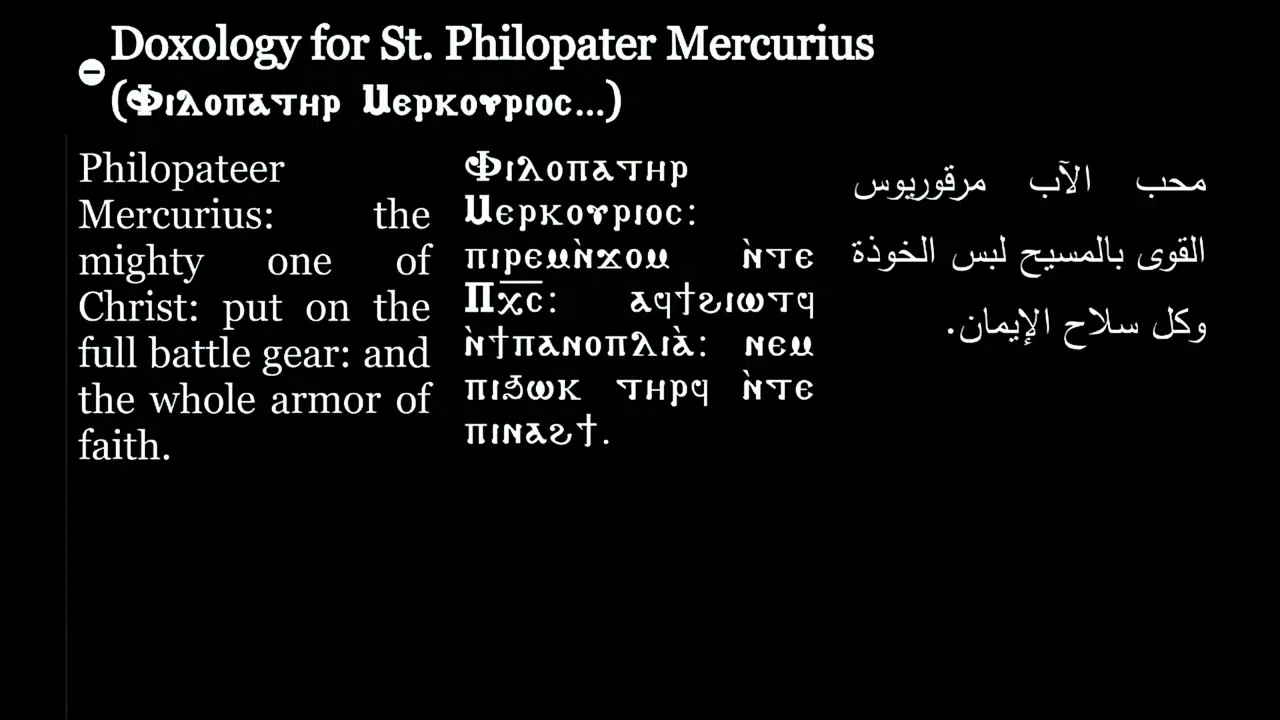 Doxology for St. Philopater Mercurius
(Ⲫⲓⲗⲟⲡⲁⲧⲏⲣ Ⲙⲉⲣⲕⲟⲩⲣⲓⲟⲥ...)
Philopateer
Mercurius: the
mighty one of
Christ: put on the
full battle gear: and
the whole armor of
faith.
Ⲫⲓⲗⲟⲡⲁⲧⲏⲣ
Ⲙⲉⲣⲕⲟⲩⲣⲓⲟⲥ:
ⲡⲓⲣⲉⲙⲛ̀ϫⲟⲙ ⲛ̀ⲧⲉ
Ⲡⲭ̅ⲥ̅: ⲁϥϯϩⲓⲱⲧϥ
ⲛ̀ϯⲡⲁⲛⲟⲡⲗⲓⲁ̀: ⲛⲉⲙ
ⲡⲓϧⲱⲕ ⲧⲏⲣϥ ⲛ̀ⲧⲉ
ⲡⲓⲛⲁϩϯ.
محب الآب مرقوريوس
القوى بالمسيح لبس الخوذة
وكل سلاح الإيمان.